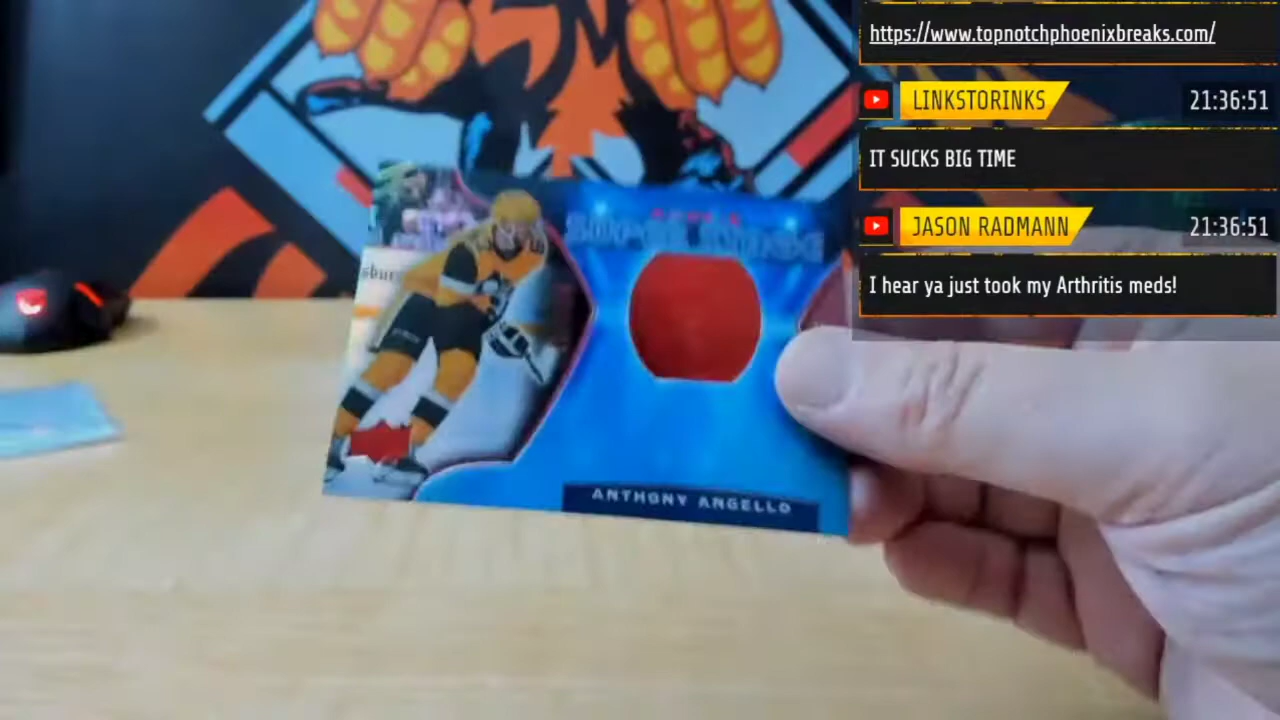 https://www.topnotchphoenixbreaks.com/
LINKSTORINKS 21:36:51
IT SUCKS BIG TIME
JASON RADMANN 21:36:51
I hear ya just took my Arthritis meds!
ANTHONY ANGELLO